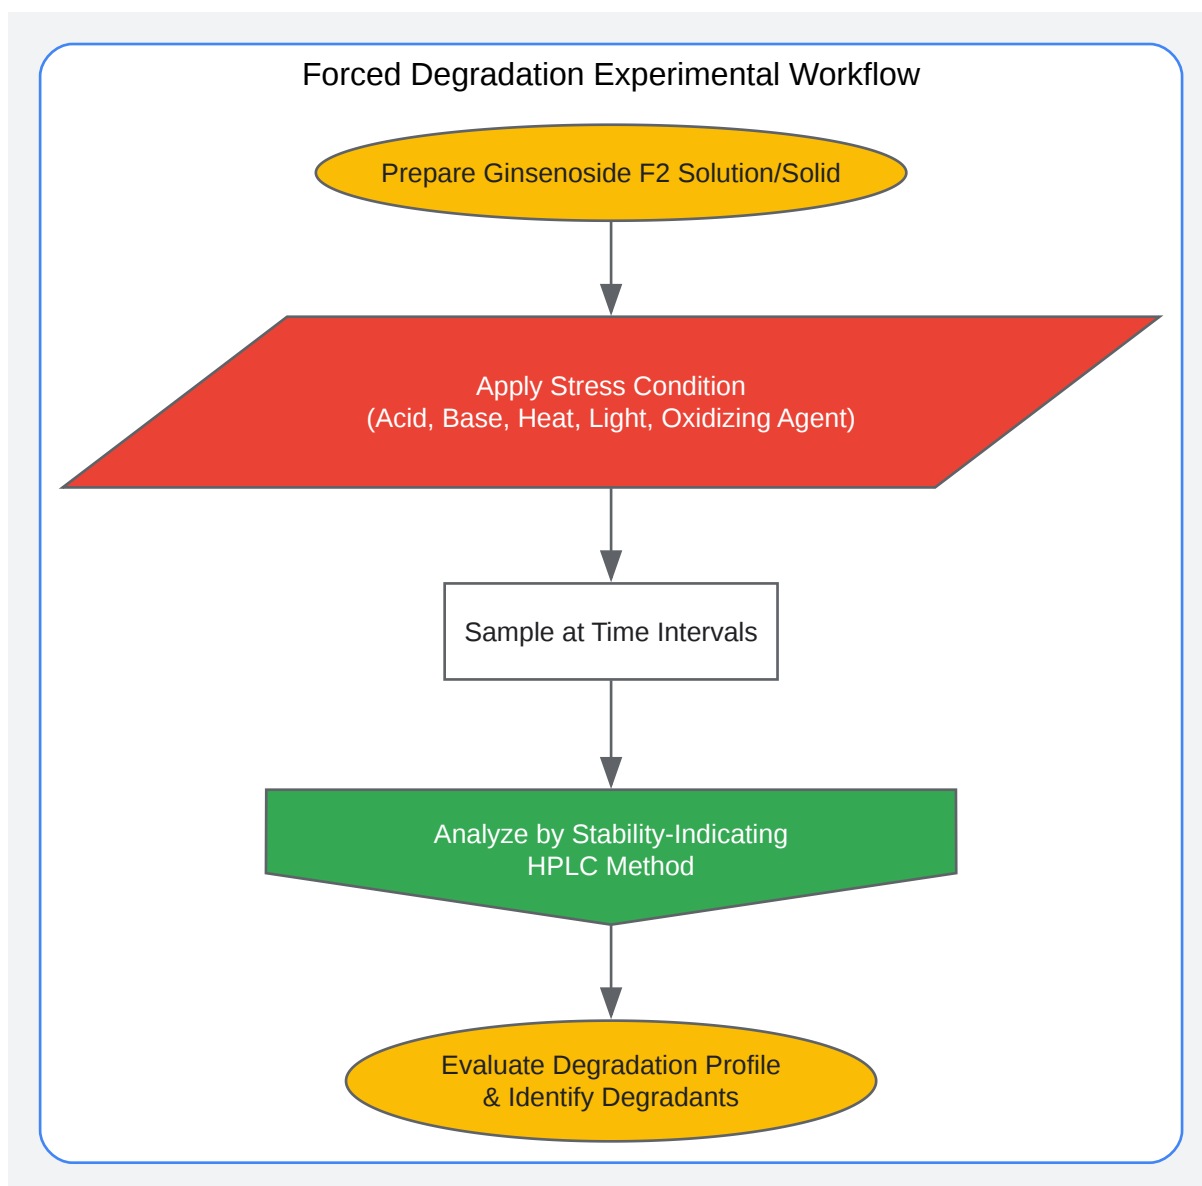 Forced Degradation Experimental Workflow
Prepare Ginsenoside F2 Solution/Solid
Apply Stress Condition
(Acid, Base, Heat, Light, Oxidizing Agent)
Sample at Time Intervals
Analyze by Stability-Indicating
HPLC Method
Evaluate Degradation Profile
& Identify Degradants